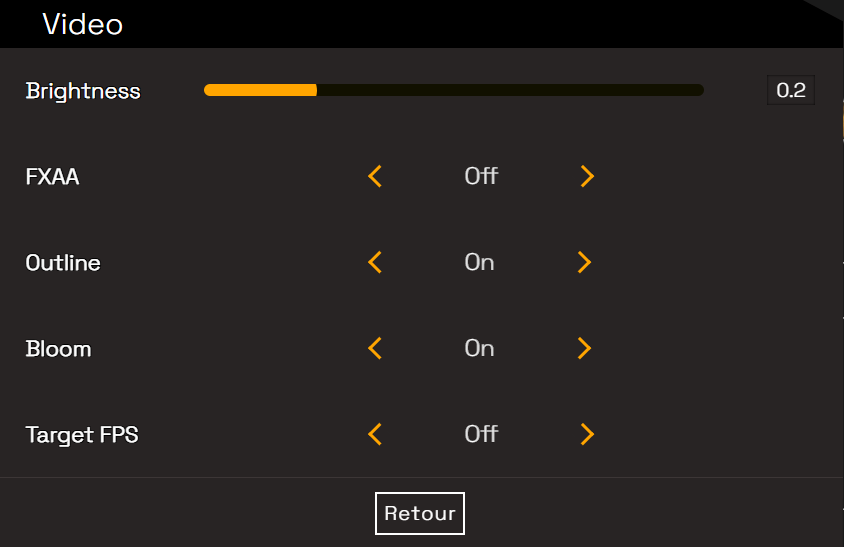 Video
Brightness 0.2
FXAA Off
Outline On
Bloom On
Target FPS Off
Retour